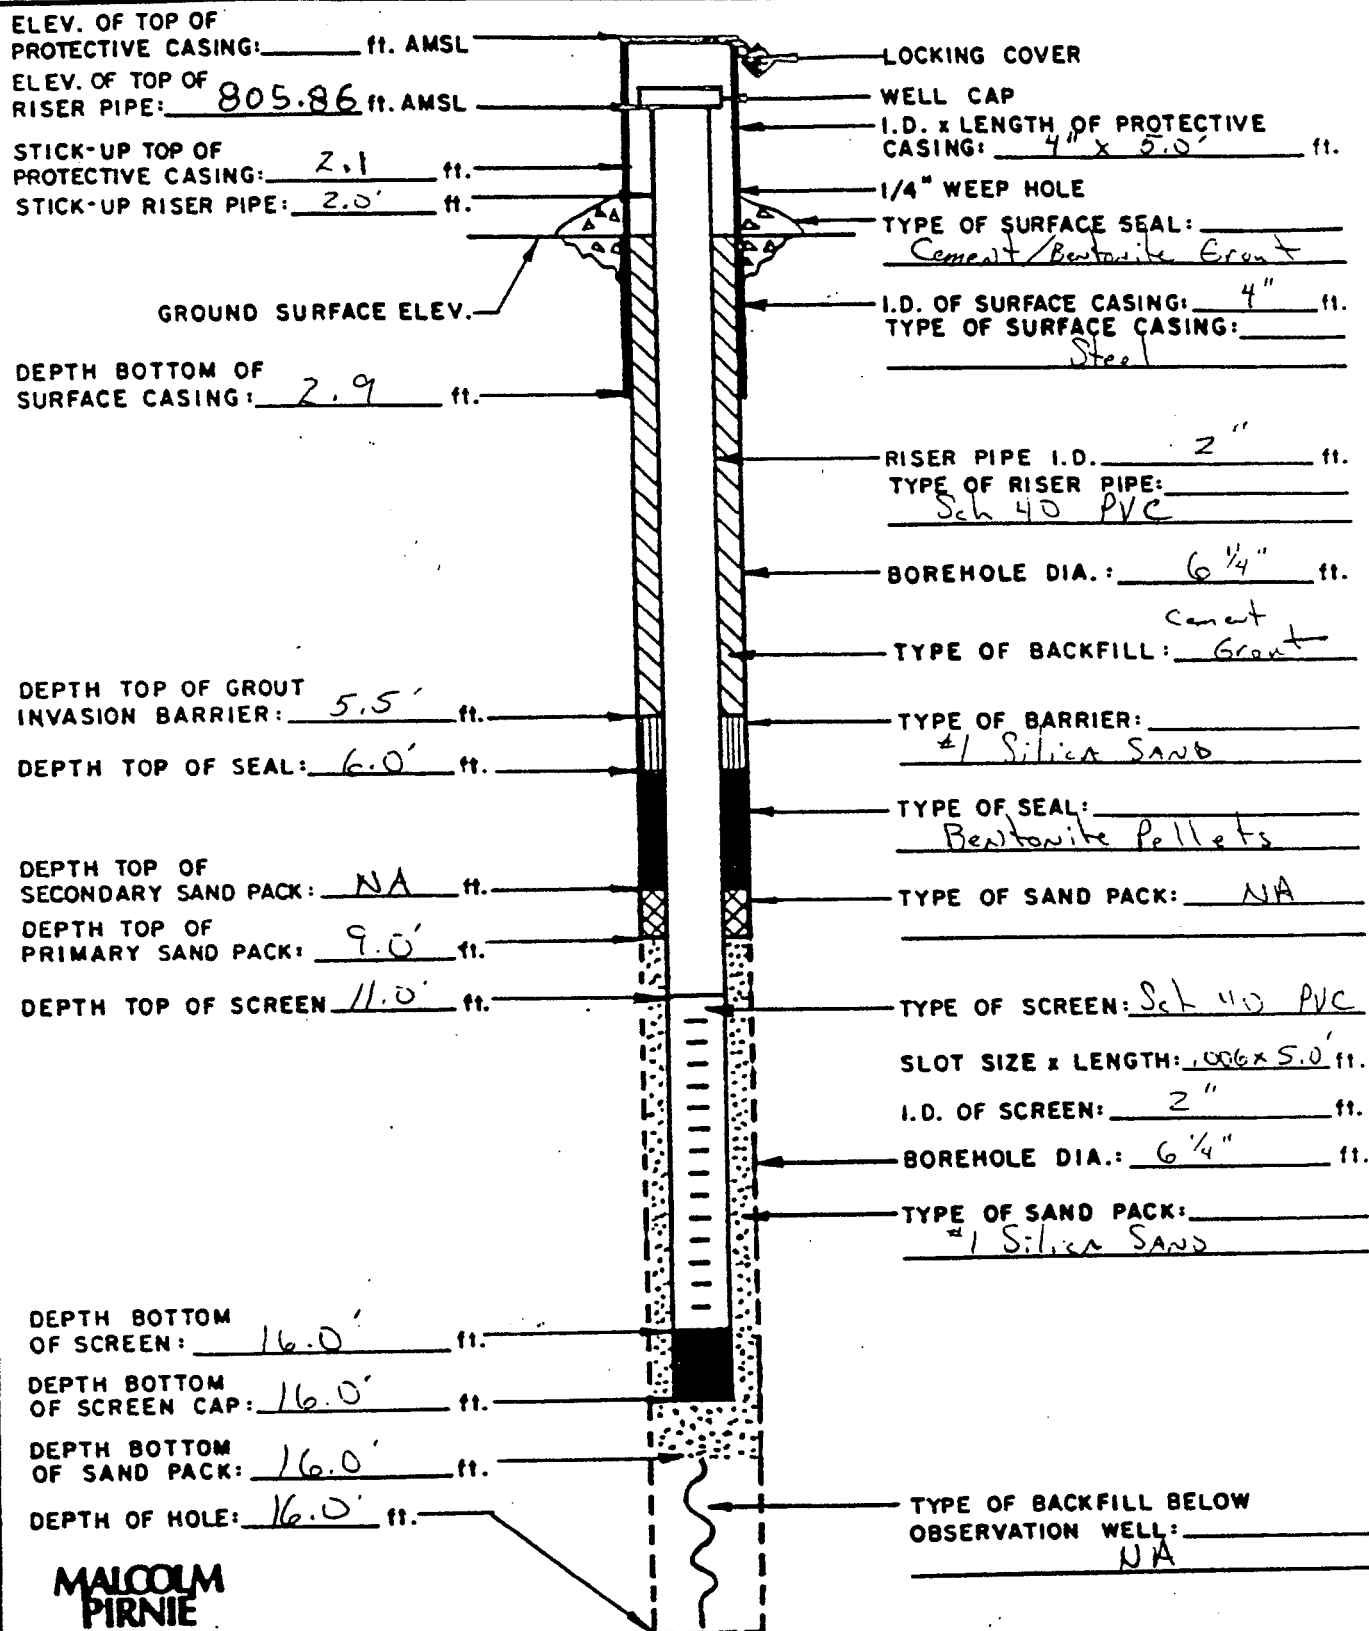 ELEV. OF TOP OF
PROTECTIVE CASING: ft. AMSL
ELEV. OF TOP OF
RISER PIPE: 805.86 ft. AMSL
STICK-UP TOP OF
PROTECTIVE CASING: 2.1 ft.
STICK-UP RISER PIPE: 2.0' ft.
GROUND SURFACE ELEV.
DEPTH BOTTOM OF
SURFACE CASING: 2.9 ft.
DEPTH TOP OF GROUT
INVASION BARRIER: 5.5' ft.
DEPTH TOP OF SEAL: 6.0' ft.
DEPTH TOP OF
SECONDARY SAND PACK: NA ft.
DEPTH TOP OF
PRIMARY SAND PACK: 9.0' ft.
DEPTH TOP OF SCREEN 11.0' ft.
DEPTH BOTTOM
OF SCREEN: 16.0' ft.
DEPTH BOTTOM
OF SCREEN CAP: 16.0' ft.
DEPTH BOTTOM
OF SAND PACK: 16.0' ft.
DEPTH OF HOLE: 16.0' ft.
MALCOLM
PIRNIE
LOCKING COVER
WELL CAP
I.D. x LENGTH OF PROTECTIVE
CASING: 4" x 5.0' ft.
1/4" WEEP HOLE
TYPE OF SURFACE SEAL:
Cement/Bentonite Grout
I.D. OF SURFACE CASING: 4" ft.
TYPE OF SURFACE CASING:
Steel
RISER PIPE I.D. 2" ft.
TYPE OF RISER PIPE:
Sch 40 PVC
BOREHOLE DIA.: 6 1/4" ft.
Cement
TYPE OF BACKFILL: Grout
TYPE OF BARRIER:
#1 Silica SAND
TYPE OF SEAL:
Bentonite Pellets
TYPE OF SAND PACK: NA
TYPE OF SCREEN: Sch 40 PVC
SLOT SIZE x LENGTH: .006 x 5.0' ft.
I.D. OF SCREEN: 2" ft.
BOREHOLE DIA.: 6 1/4" ft.
TYPE OF SAND PACK:
#1 Silica SAND
TYPE OF BACKFILL BELOW
OBSERVATION WELL:
NA